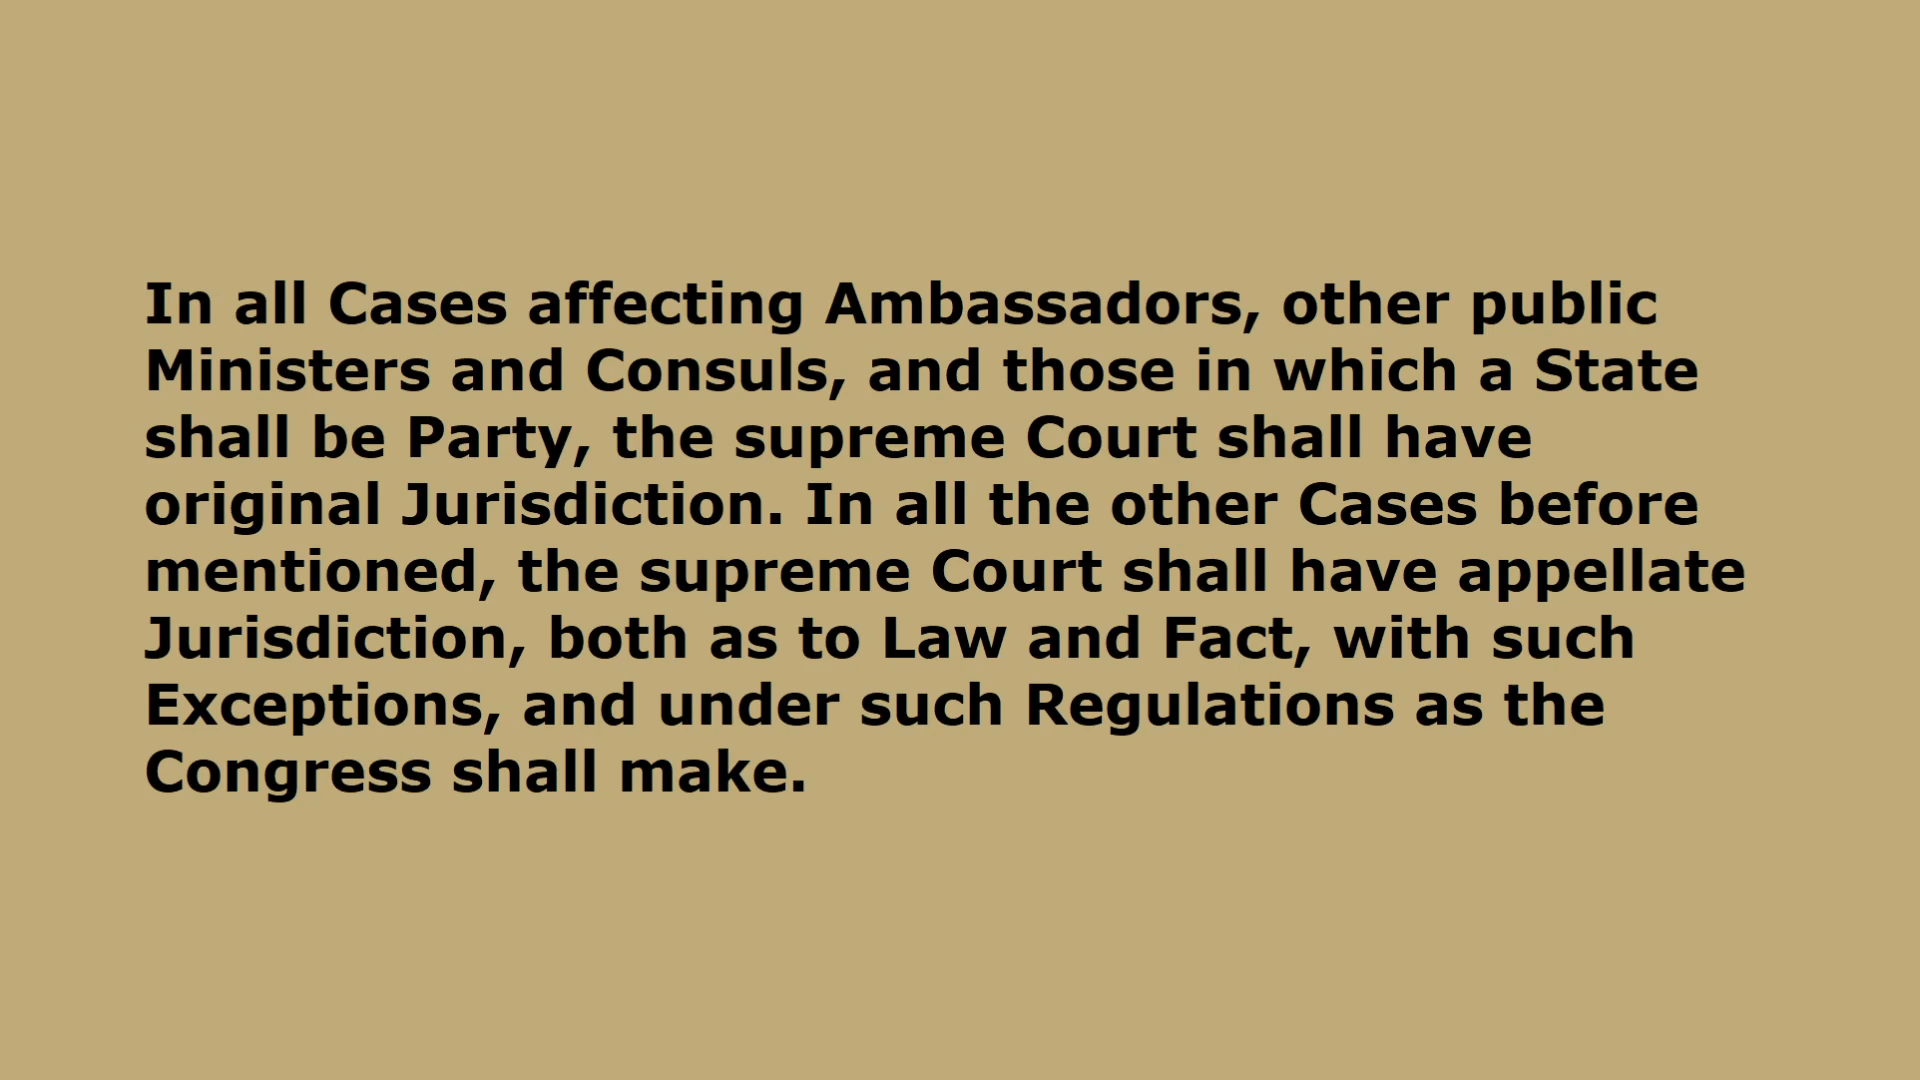 In all Cases affecting Ambassadors, other public
Ministers and Consuls, and those in which a State
shall be Party, the supreme Court shall have
original Jurisdiction. In all the other Cases before
mentioned, the supreme Court shall have appellate
Jurisdiction, both as to Law and Fact, with such
Exceptions, and under such Regulations as the
Congress shall make.